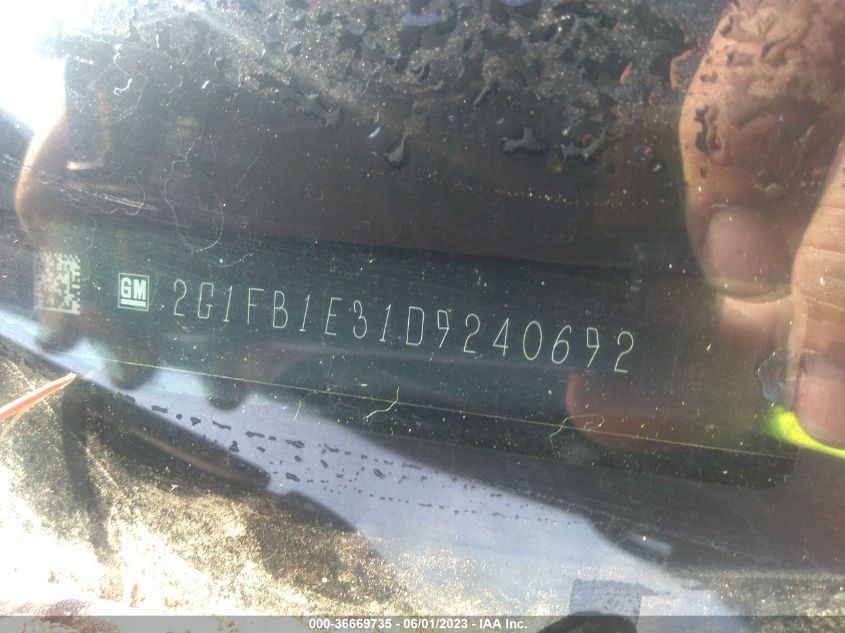 GM 2G1FB1E31D9240692
000-36669735 - 06/01/2023 - IAA Inc.